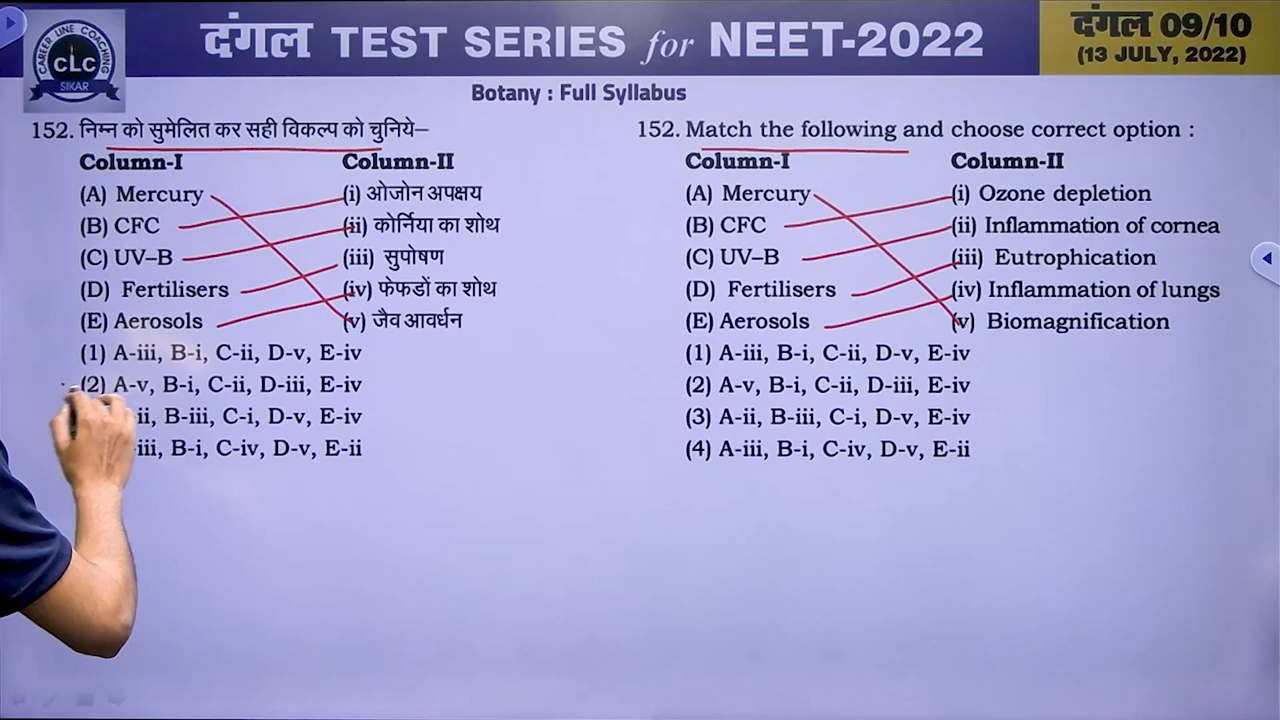 CAREER LINE COACHING
CLC
SIKAR
दंगल TEST SERIES for NEET-2022
दंगल 09/10
(13 JULY, 2022)
Botany : Full Syllabus
152. निम्न को सुमेलित कर सही विकल्प को चुनिये–
Column-I Column-II
(A) Mercury (i) ओजोन अपक्षय
(B) CFC (ii) कोर्निया का शोथ
(C) UV–B (iii) सुपोषण
(D) Fertilisers (iv) फेफडों का शोथ
(E) Aerosols (v) जैव आवर्धन
(1) A-iii, B-i, C-ii, D-v, E-iv
(2) A-v, B-i, C-ii, D-iii, E-iv
-ii, B-iii, C-i, D-v, E-iv
-iii, B-i, C-iv, D-v, E-ii
152. Match the following and choose correct option :
Column-I Column-II
(A) Mercury (i) Ozone depletion
(B) CFC (ii) Inflammation of cornea
(C) UV–B (iii) Eutrophication
(D) Fertilisers (iv) Inflammation of lungs
(E) Aerosols (v) Biomagnification
(1) A-iii, B-i, C-ii, D-v, E-iv
(2) A-v, B-i, C-ii, D-iii, E-iv
(3) A-ii, B-iii, C-i, D-v, E-iv
(4) A-iii, B-i, C-iv, D-v, E-ii